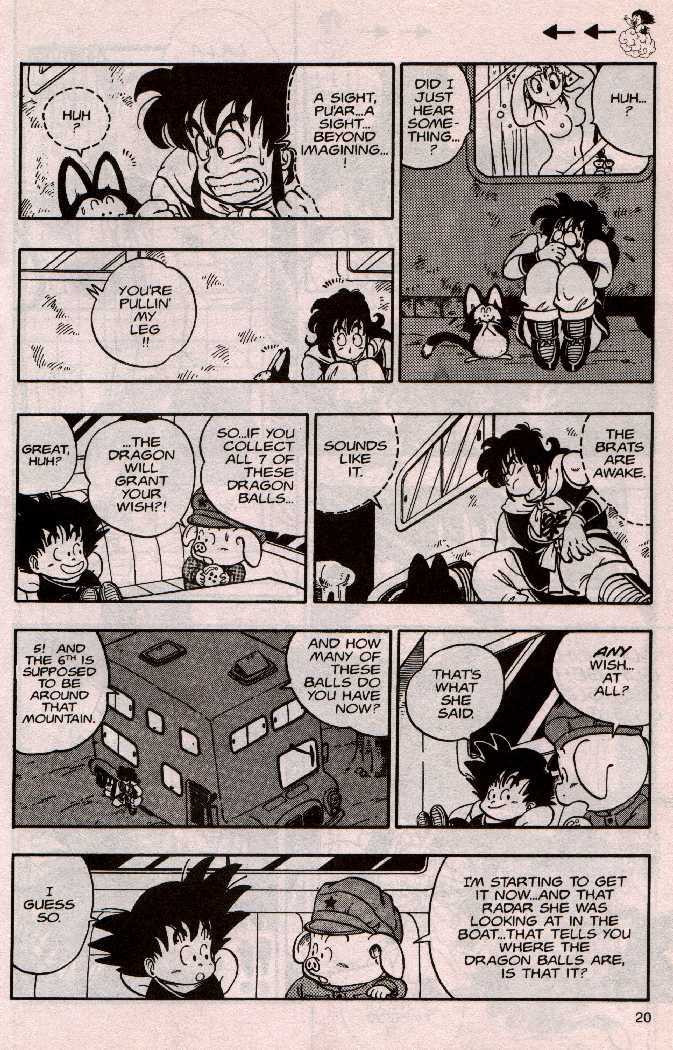 HUH...
?
DID I
JUST
HEAR
SOME-
THING...
?
A SIGHT,
PU'AR...A
SIGHT...
BEYOND
IMAGINING...
!
HUH
?
YOU'RE
PULLIN'
MY
LEG
!!
THE
BRATS
ARE
AWAKE.
SOUNDS
LIKE
IT.
SO...IF YOU
COLLECT
ALL 7 OF
THESE
DRAGON
BALLS...
...THE
DRAGON
WILL
GRANT
YOUR
WISH?!
GREAT,
HUH?
ANY
WISH...
AT
ALL?
THAT'S
WHAT
SHE
SAID.
AND HOW
MANY OF
THESE
BALLS DO
YOU HAVE
NOW?
5! AND
THE 6TH IS
SUPPOSED
TO BE
AROUND
THAT
MOUNTAIN.
I'M STARTING TO GET
IT NOW...AND THAT
RADAR SHE WAS
LOOKING AT IN THE
BOAT...THAT TELLS YOU
WHERE THE
DRAGON BALLS ARE,
IS THAT IT?
I
GUESS
SO.
20